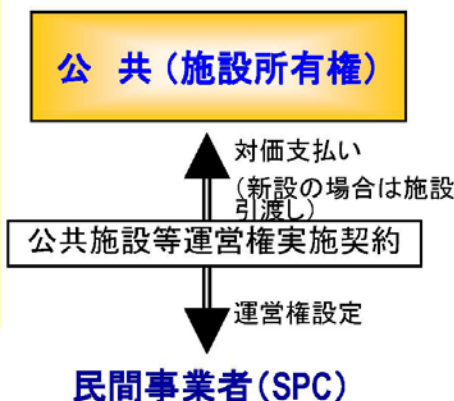 公　共（施設所有権）
対価支払い
（新設の場合は施設
引渡し）
公共施設等運営権実施契約
運営権設定
民間事業者（SPC）